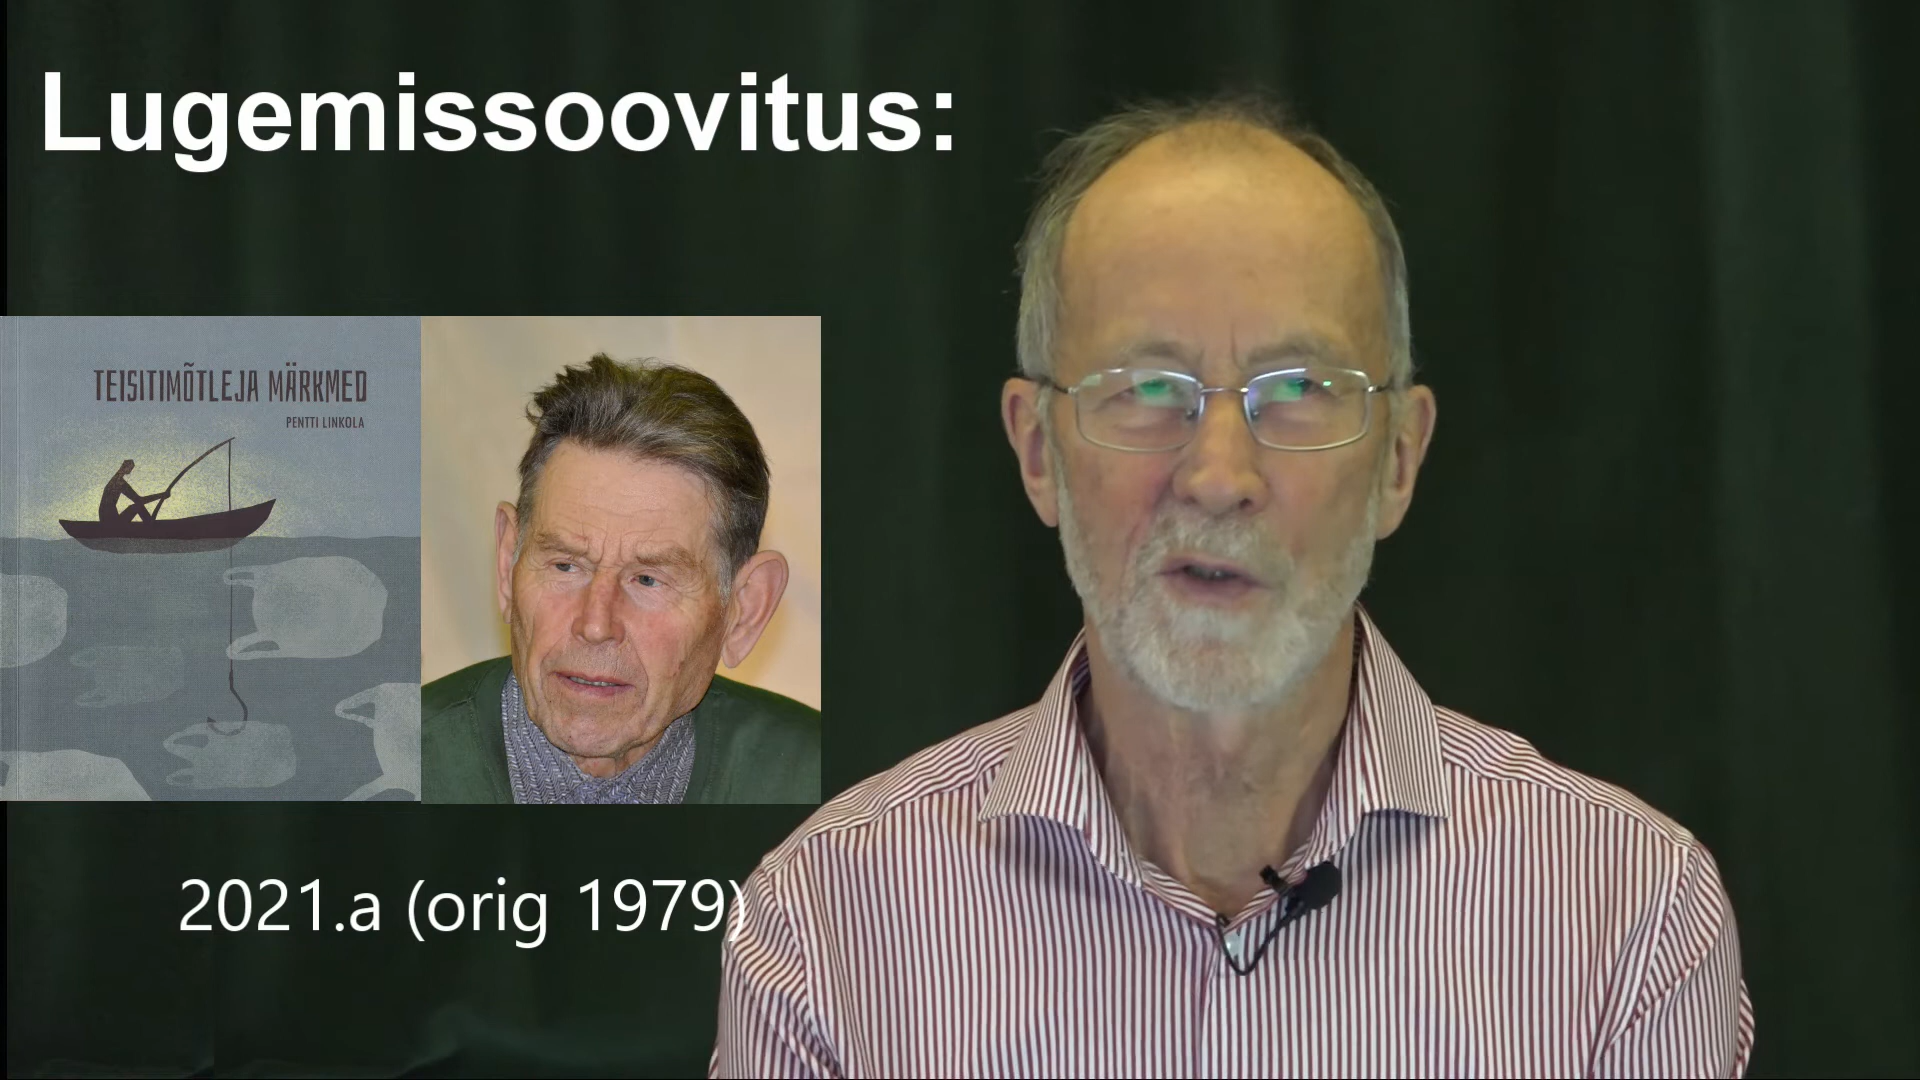 Lugemissoovitus:
TEISITIMÕTLEJA MÄRKMED
PENTTI LINKOLA
2021.a (orig 1979)